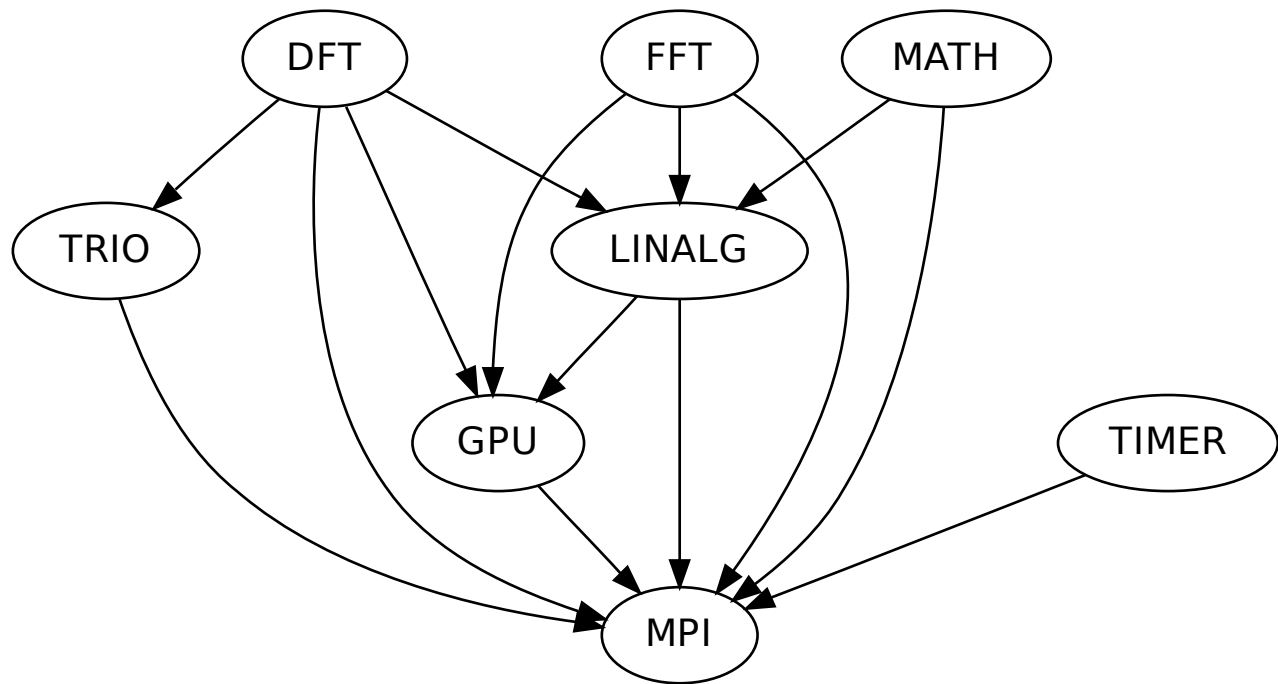 DFT
FFT
MATH
TRIO
LINALG
GPU
TIMER
MPI